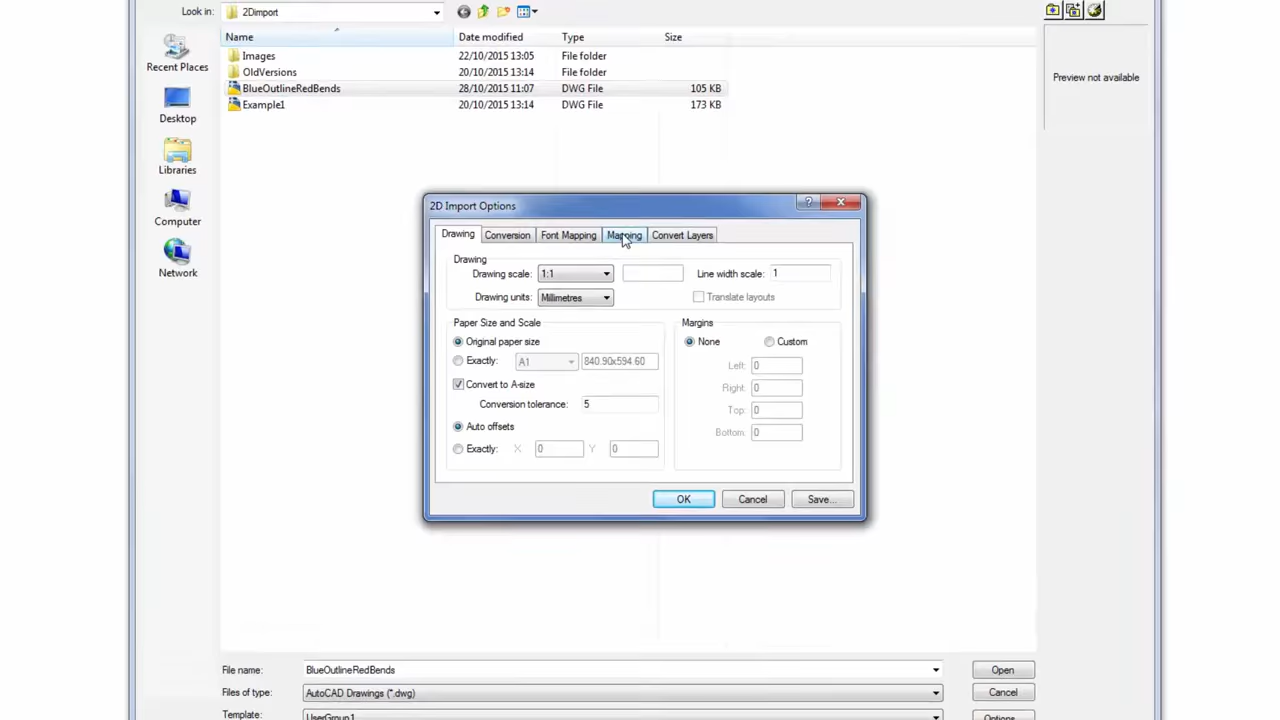 Look in: 2Dimport
Name Date modified Type Size
Images 22/10/2015 13:05 File folder
OldVersions 20/10/2015 13:14 File folder
BlueOutlineRedBends 28/10/2015 11:07 DWG File 105 KB
Example1 20/10/2015 13:14 DWG File 173 KB
Recent Places
Desktop
Libraries
Computer
Network
Preview not available
2D Import Options
Drawing Conversion Font Mapping Mapping Convert Layers
Drawing
Drawing scale: 1:1 Line width scale: 1
Drawing units: Millimetres Translate layouts
Paper Size and Scale Margins
Original paper size None Custom
Exactly: A1 840.90x594.60 Left: 0
Convert to A-size Right: 0
Conversion tolerance: 5 Top: 0
Auto offsets Bottom: 0
Exactly: X 0 Y 0
OK Cancel Save...
File name: BlueOutlineRedBends Open
Files of type: AutoCAD Drawings (*.dwg) Cancel
Template: UserGroup1 Options...